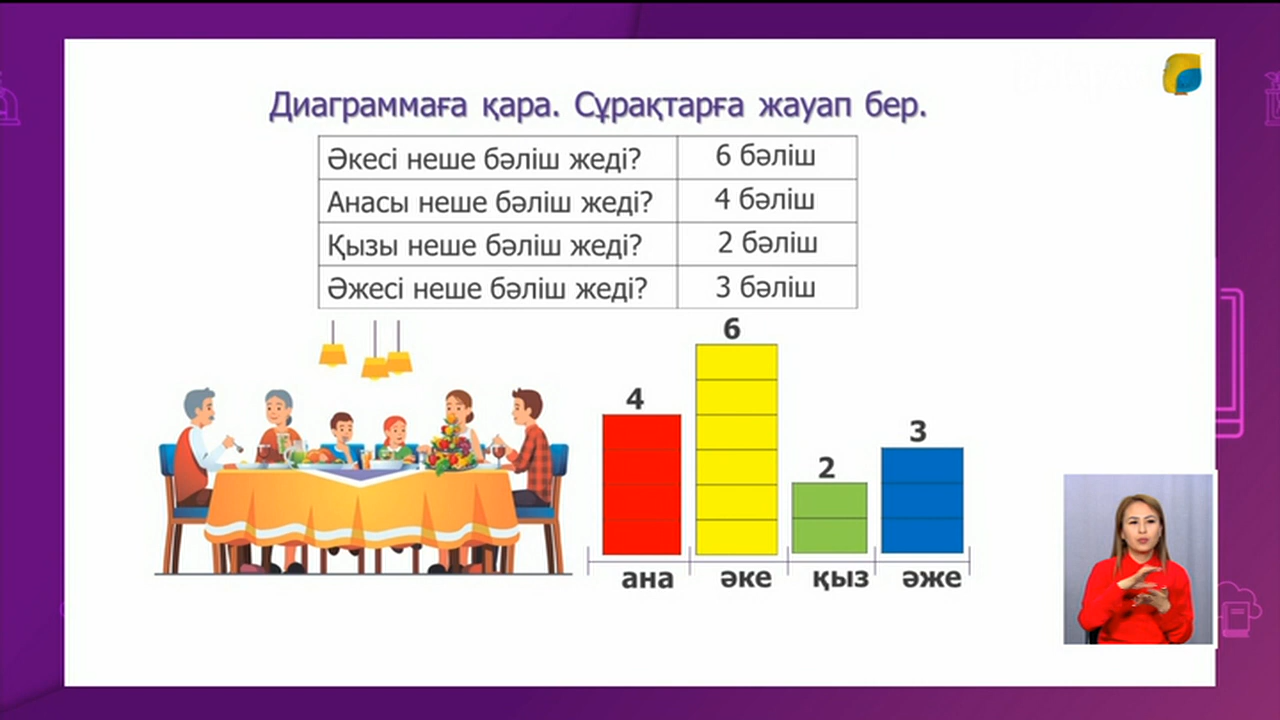 Диаграммаға қара. Сұрақтарға жауап бер.
Әкесі неше бәліш жеді? 6 бәліш
Анасы неше бәліш жеді? 4 бәліш
Қызы неше бәліш жеді? 2 бәліш
Әжесі неше бәліш жеді? 3 бәліш
4 6 2 3
ана әке қыз әже